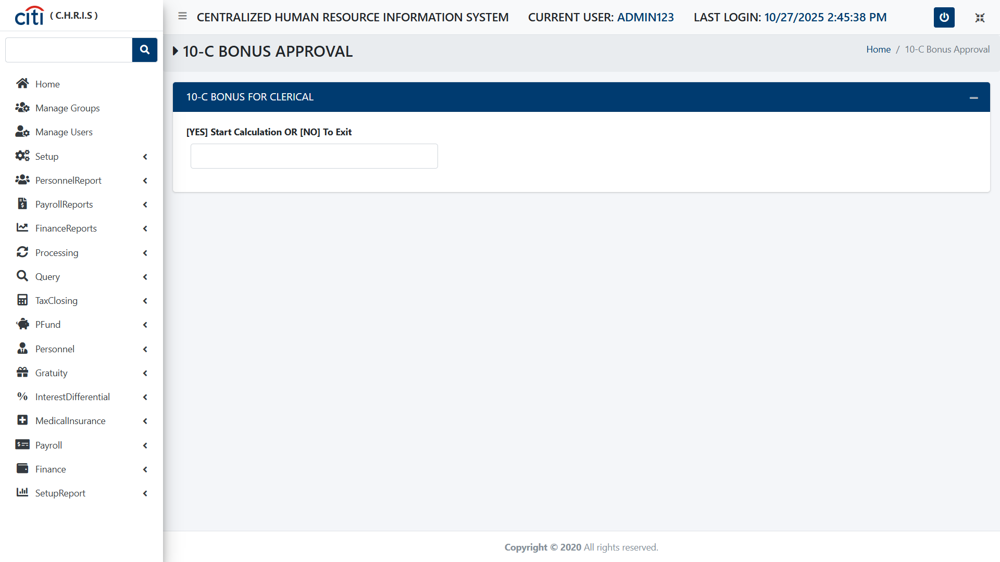 citi ( C.H.R.I.S )
CENTRALIZED HUMAN RESOURCE INFORMATION SYSTEM CURRENT USER: ADMIN123 LAST LOGIN: 10/27/2025 2:45:38 PM
10-C BONUS APPROVAL
Home / 10-C Bonus Approval
Home
Manage Groups
Manage Users
Setup
PersonnelReport
PayrollReports
FinanceReports
Processing
Query
TaxClosing
PFund
Personnel
Gratuity
% InterestDifferential
MedicalInsurance
Payroll
Finance
SetupReport
10-C BONUS FOR CLERICAL
[YES] Start Calculation OR [NO] To Exit
Copyright © 2020 All rights reserved.